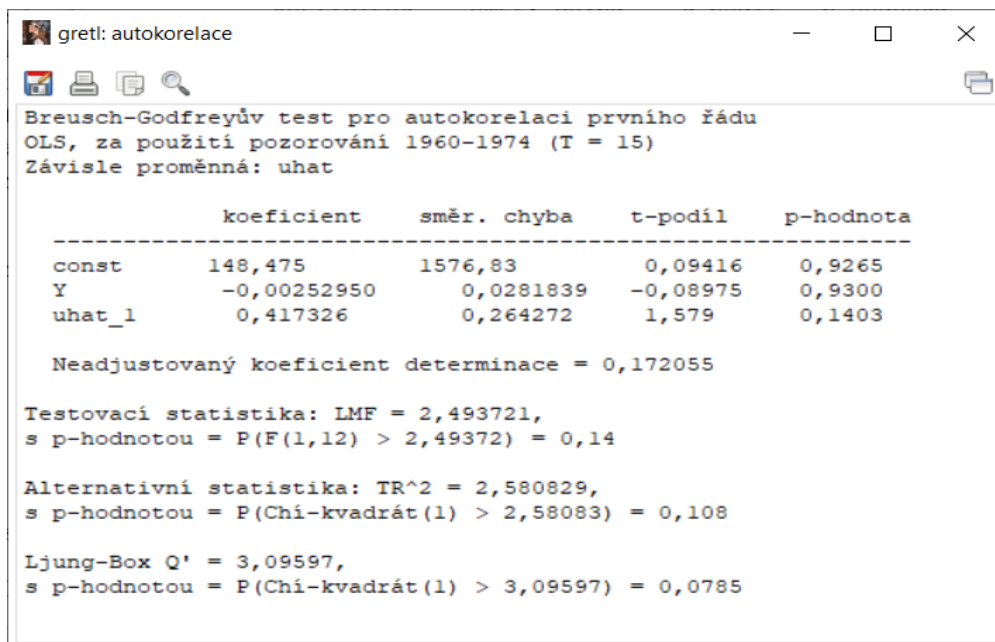 gretl: autokorelace
Breusch-Godfreyův test pro autokorelaci prvního řádu
OLS, za použití pozorování 1960-1974 (T = 15)
Závisle proměnná: uhat
koeficient směr. chyba t-podíl p-hodnota
---------------------------------------------------------------
const 148,475 1576,83 0,09416 0,9265
Y -0,00252950 0,0281839 -0,08975 0,9300
uhat_1 0,417326 0,264272 1,579 0,1403
Neadjustovaný koeficient determinace = 0,172055
Testovací statistika: LMF = 2,493721,
s p-hodnotou = P(F(1,12) > 2,49372) = 0,14
Alternativní statistika: TR^2 = 2,580829,
s p-hodnotou = P(Chí-kvadrát(1) > 2,58083) = 0,108
Ljung-Box Q' = 3,09597,
s p-hodnotou = P(Chí-kvadrát(1) > 3,09597) = 0,0785